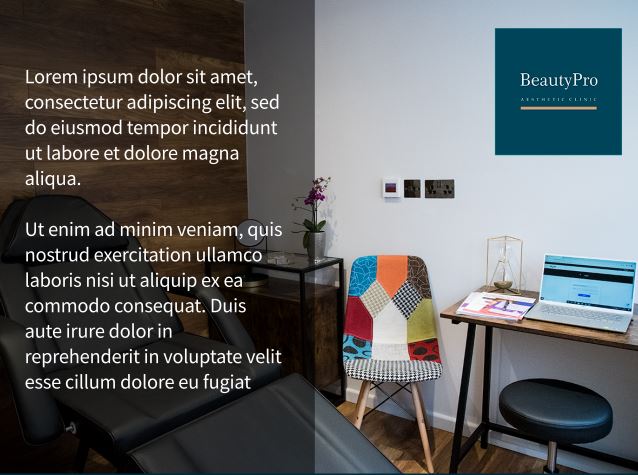 Lorem ipsum dolor sit amet,
consectetur adipiscing elit, sed
do eiusmod tempor incididunt
ut labore et dolore magna
aliqua.
Ut enim ad minim veniam, quis
nostrud exercitation ullamco
laboris nisi ut aliquip ex ea
commodo consequat. Duis
aute irure dolor in
reprehenderit in voluptate velit
esse cillum dolore eu fugiat
BeautyPro
AESTHETIC CLINIC